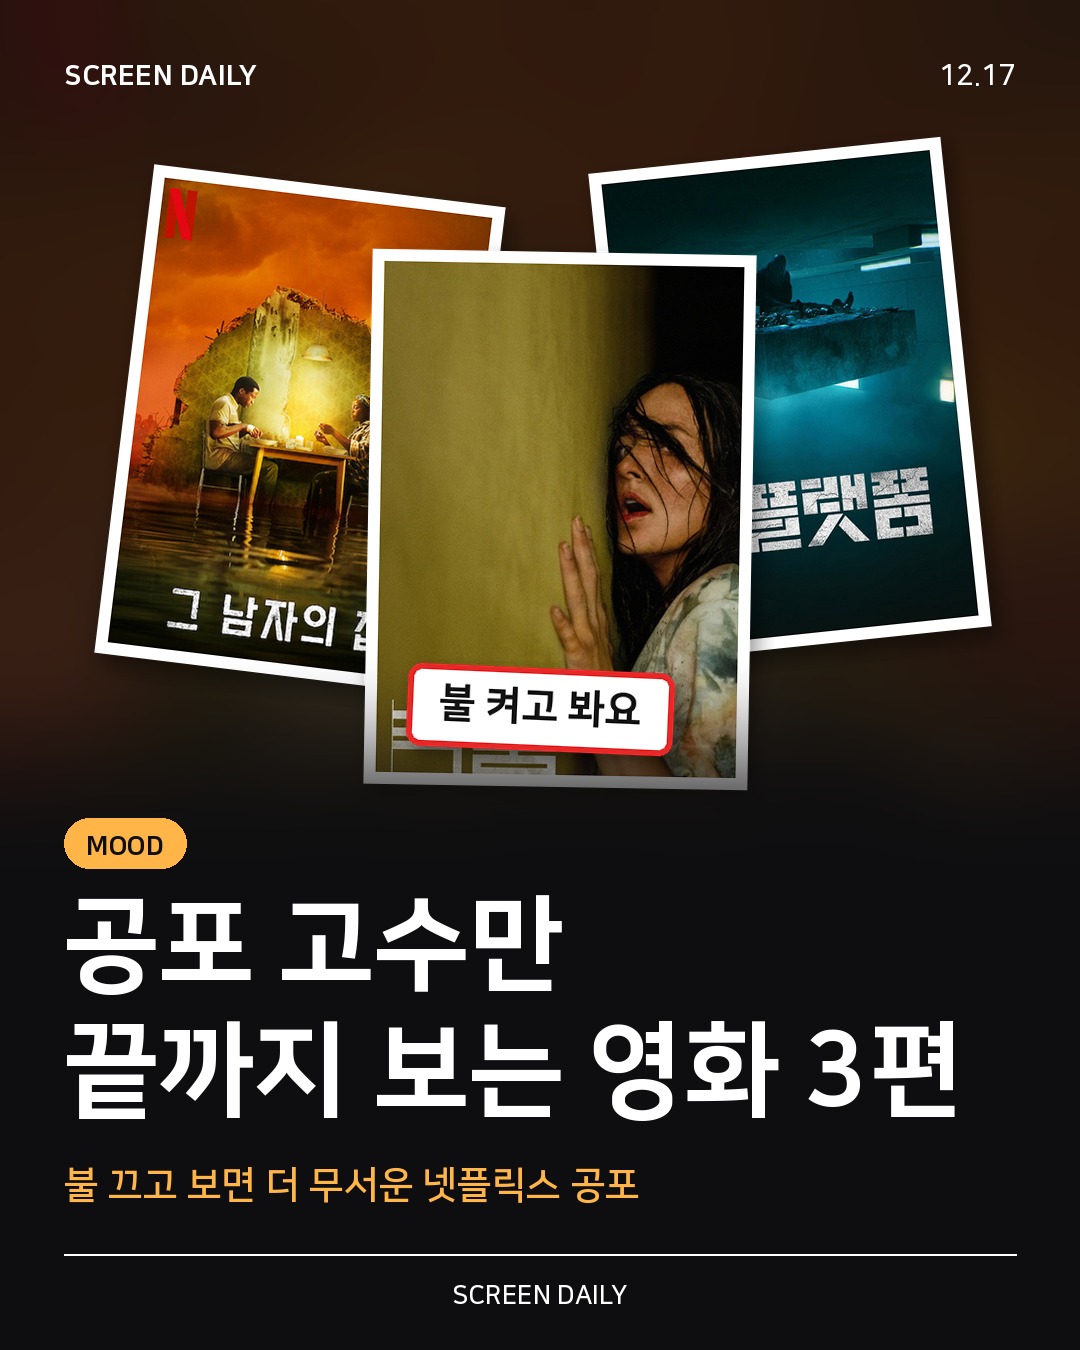 SCREEN DAILY
12.17
N
그 남자의
플랫폼
불 켜고 봐요
MOOD
공포 고수만
끝까지 보는 영화 3편
불 끄고 보면 더 무서운 넷플릭스 공포
SCREEN DAILY